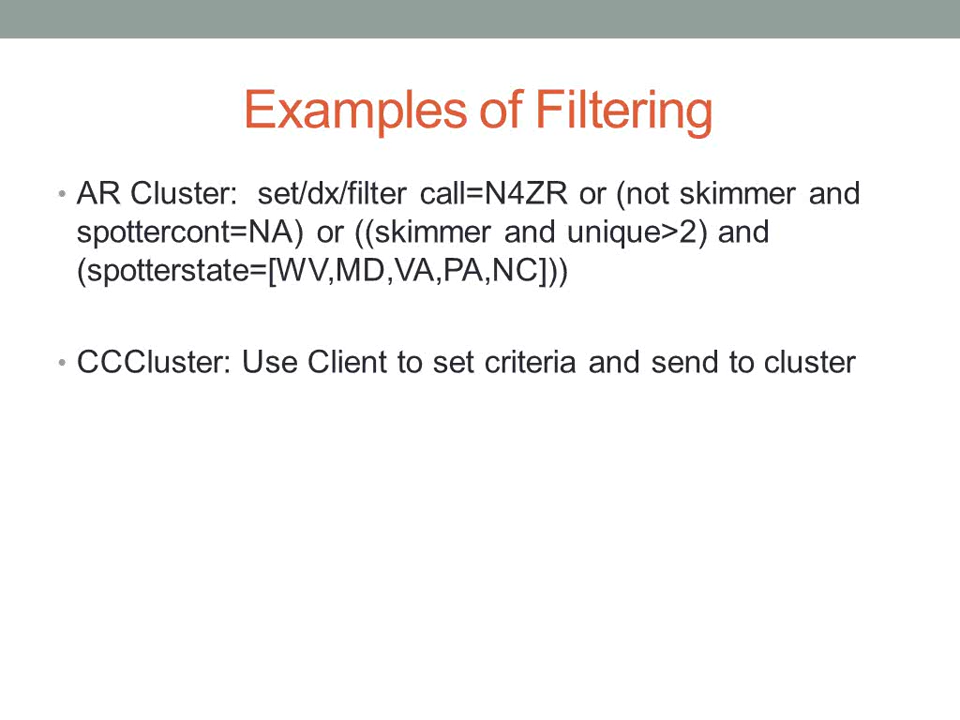 Examples of Filtering
• AR Cluster:  set/dx/filter call=N4ZR or (not skimmer and
spottercont=NA) or ((skimmer and unique>2) and
(spotterstate=[WV,MD,VA,PA,NC]))
• CCCluster: Use Client to set criteria and send to cluster